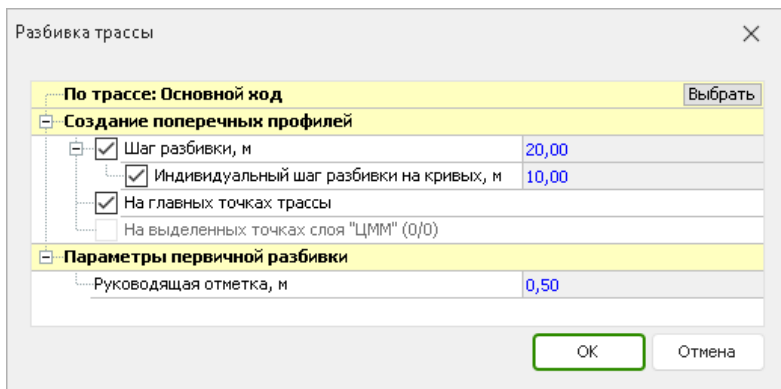 Разбивка трассы
По трассе: Основной ход Выбрать
Создание поперечных профилей
Шаг разбивки, м 20,00
Индивидуальный шаг разбивки на кривых, м 10,00
На главных точках трассы
На выделенных точках слоя "ЦММ" (0/0)
Параметры первичной разбивки
Руководящая отметка, м 0,50
ОК Отмена